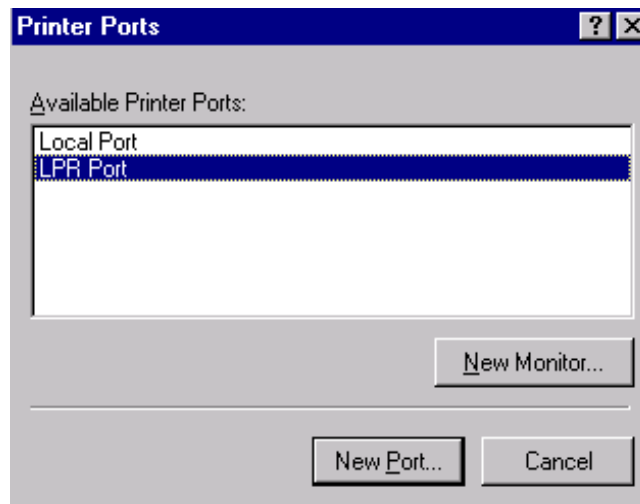 Printer Ports
Available Printer Ports:
Local Port
LPR Port
New Monitor...
New Port...
Cancel